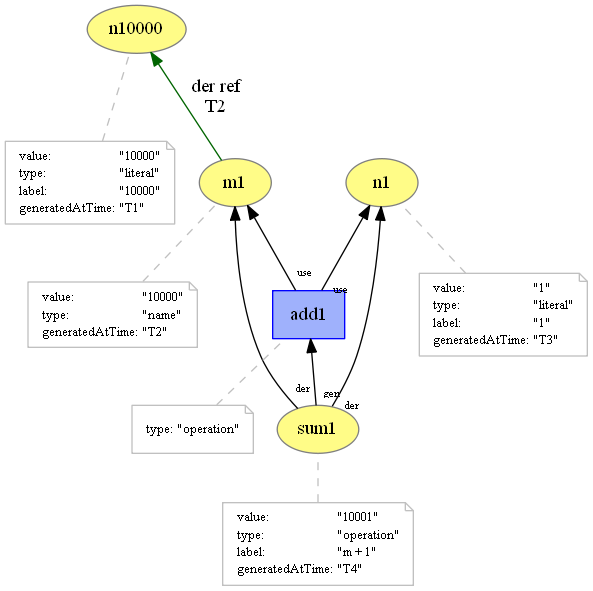 n10000
der ref
T2
value: "10000"
type: "literal"
label: "10000"
generatedAtTime: "T1"
m1
n1
use
use
value: "10000"
type: "name"
generatedAtTime: "T2"
value: "1"
type: "literal"
label: "1"
generatedAtTime: "T3"
add1
der
gen
der
type: "operation"
sum1
value: "10001"
type: "operation"
label: "m + 1"
generatedAtTime: "T4"